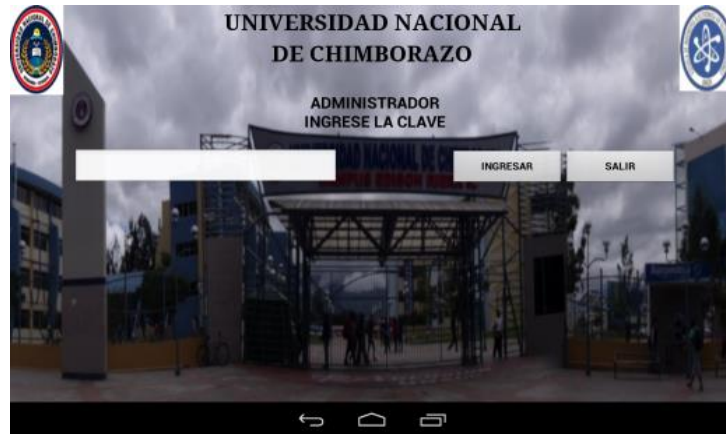 UNIVERSIDAD NACIONAL
DE CHIMBORAZO
ADMINISTRADOR
INGRESE LA CLAVE
INGRESAR
SALIR